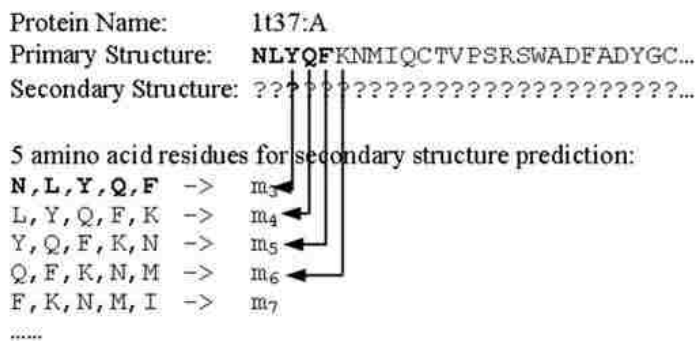 Protein Name: 1t37:A
Primary Structure: NLYQFKNMIQCTVPSRSWADFADYGC...
Secondary Structure: ??????????????????????????...
5 amino acid residues for secondary structure prediction:
N,L,Y,Q,F -> m3
L,Y,Q,F,K -> m4
Y,Q,F,K,N -> m5
Q,F,K,N,M -> m6
F,K,N,M,I -> m7
......